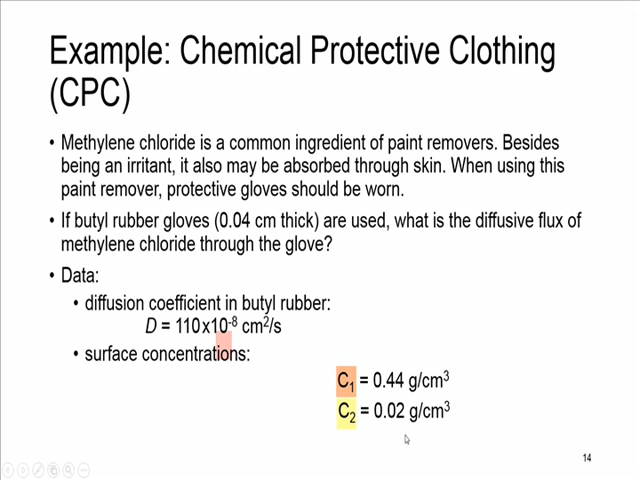 Example: Chemical Protective Clothing
(CPC)
• Methylene chloride is a common ingredient of paint removers. Besides
being an irritant, it also may be absorbed through skin. When using this
paint remover, protective gloves should be worn.
• If butyl rubber gloves (0.04 cm thick) are used, what is the diffusive flux of
methylene chloride through the glove?
• Data:
• diffusion coefficient in butyl rubber:
D = 110x10⁻⁸ cm²/s
• surface concentrations:
C₁ = 0.44 g/cm³
C₂ = 0.02 g/cm³
14